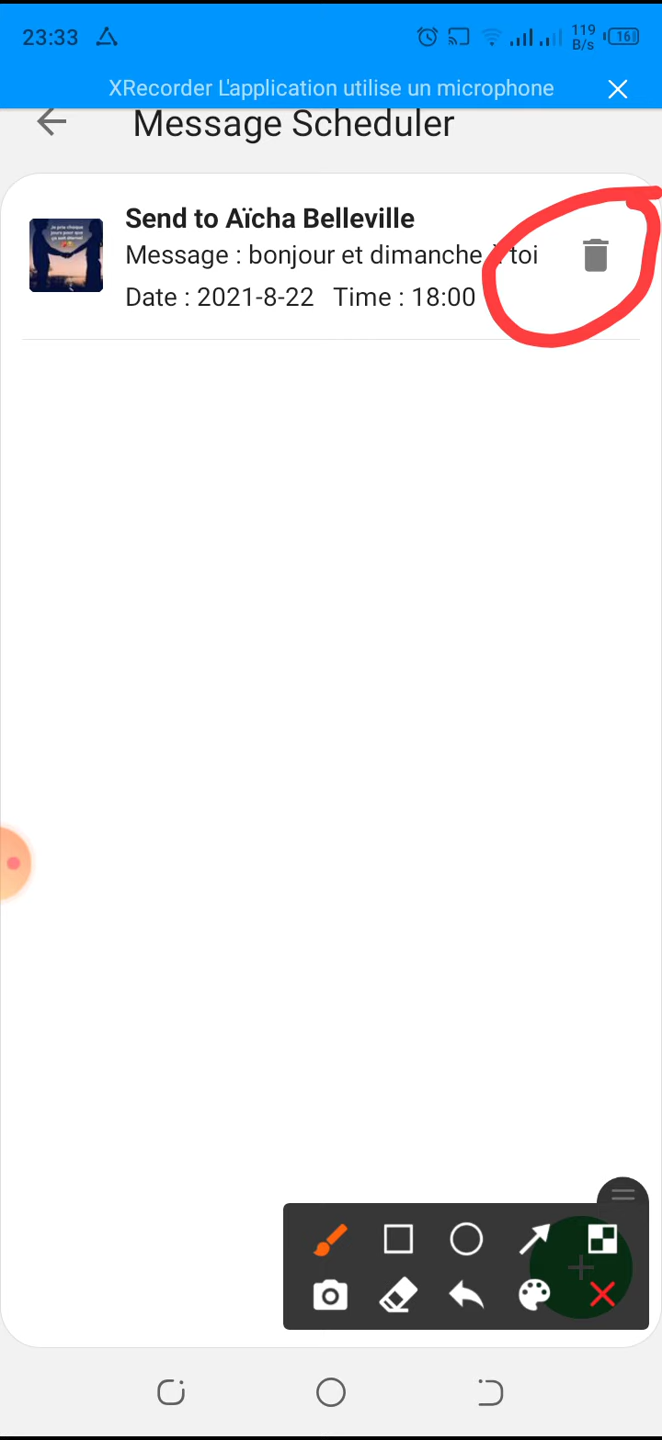 23:33
119
B/s
16
XRecorder L'application utilise un microphone
Message Scheduler
Send to Aïcha Belleville
Message : bonjour et dimanche à toi
Date : 2021-8-22 Time : 18:00